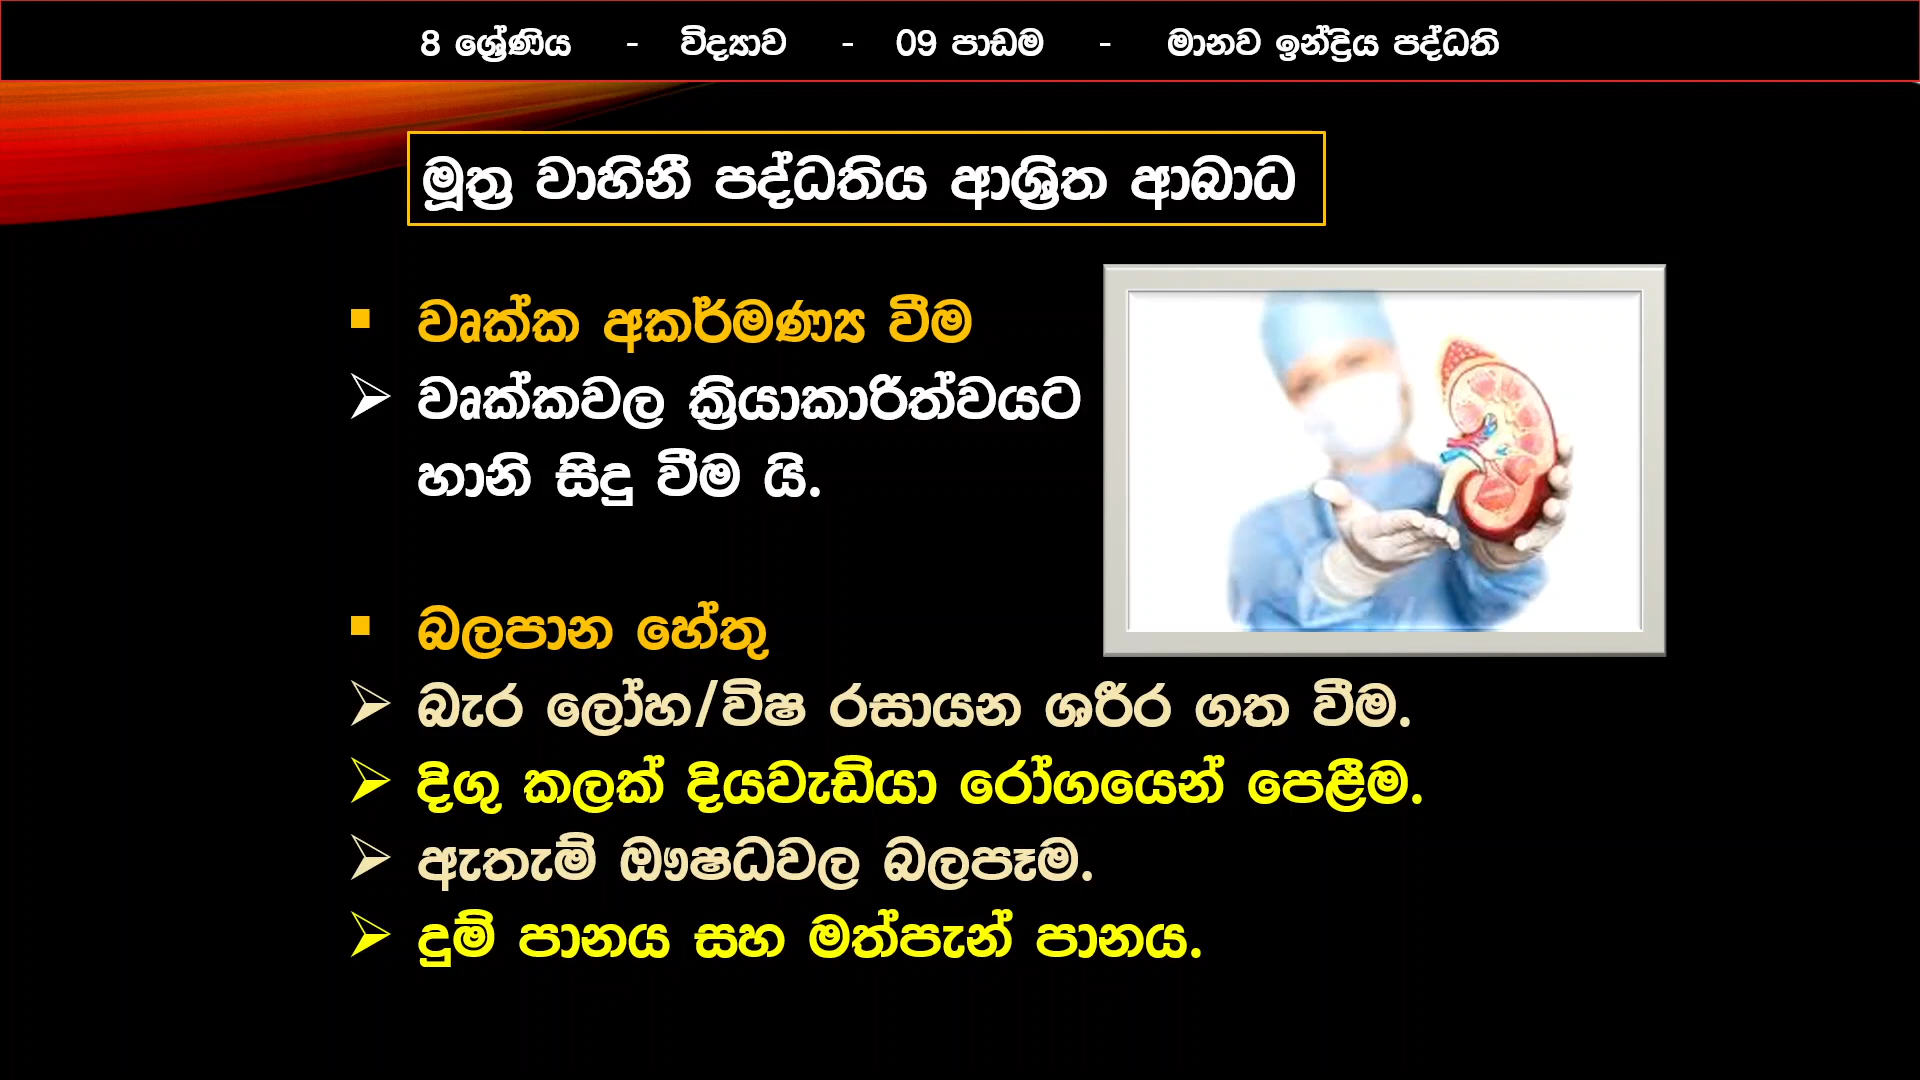 8 ශ්‍රේණිය - විද්‍යාව - 09 පාඩම - මානව ඉන්ද්‍රිය පද්ධති
මූත්‍ර වාහිනී පද්ධතිය ආශ්‍රිත ආබාධ
වෘක්ක අකර්මණ්‍ය වීම
වෘක්කවල ක්‍රියාකාරිත්වයට
හානි සිදු වීම යි.
බලපාන හේතු
බැර ලෝහ/විෂ රසායන ශරීර ගත වීම.
දිගු කලක් දියවැඩියා රෝගයෙන් පෙළීම.
ඇතැම් ඖෂධවල බලපෑම.
දුම් පානය සහ මත්පැන් පානය.